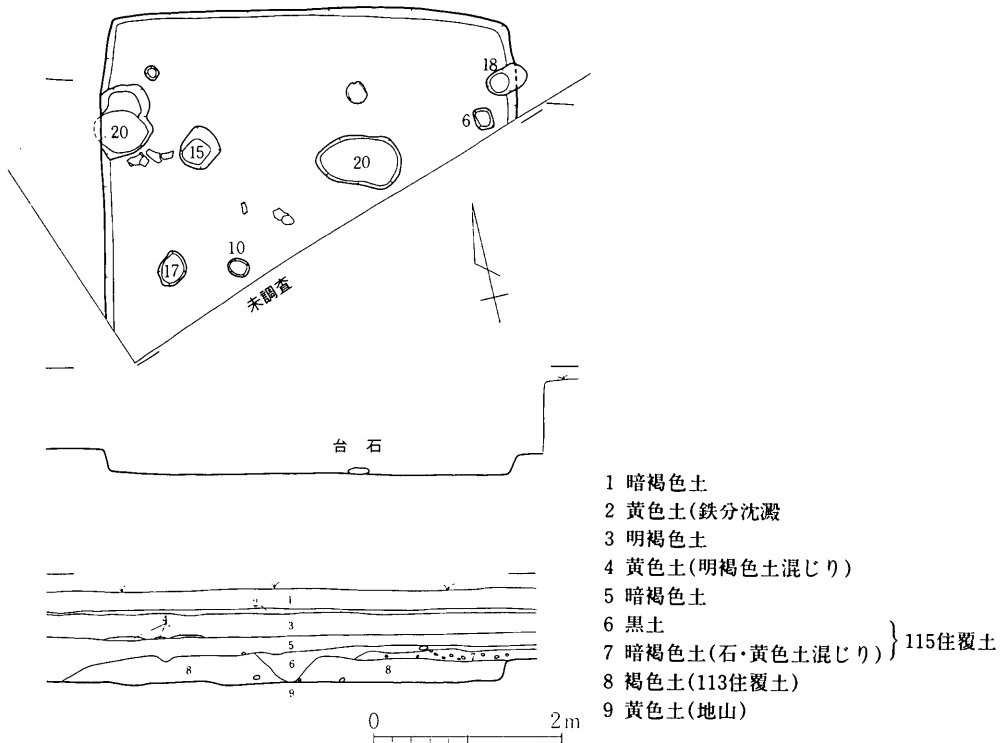 18
6
20
15
20
10
17
未調査
台石
1 暗褐色土
2 黄色土(鉄分沈澱
3 明褐色土
4 黄色土(明褐色土混じり)
5 暗褐色土
6 黒土
7 暗褐色土(石・黄色土混じり)
115住覆土
8 褐色土(113住覆土)
9 黄色土(地山)
1
2
3
4
5
6
7
8
8
9
0 2m